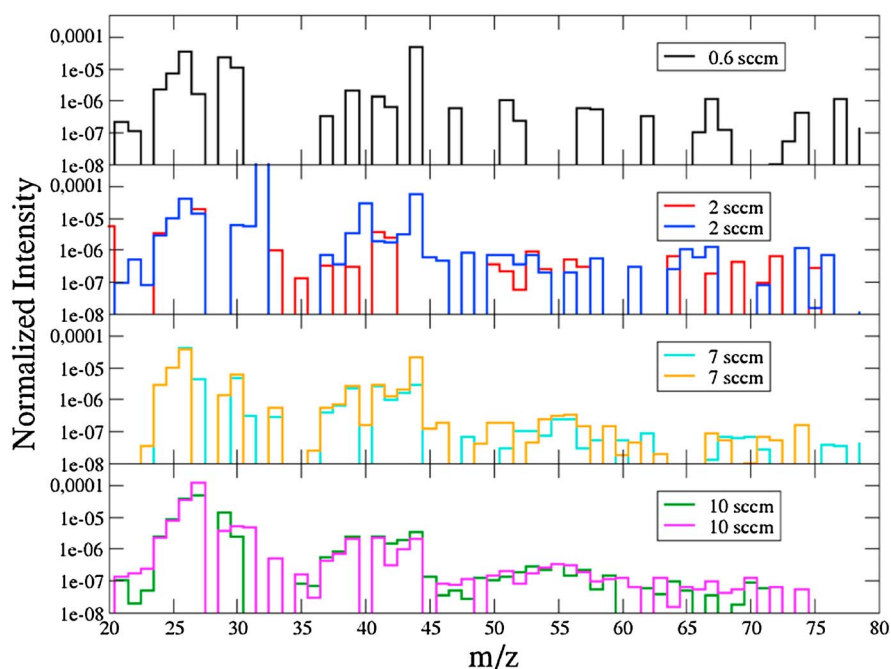 0,0001
1e-05
1e-06
1e-07
1e-08
0.6 sccm
0,0001
1e-05
1e-06
1e-07
1e-08
2 sccm
2 sccm
0,0001
1e-05
1e-06
1e-07
1e-08
7 sccm
7 sccm
0,0001
1e-05
1e-06
1e-07
1e-08
10 sccm
10 sccm
20 25 30 35 40 45 50 55 60 65 70 75 80
m/z
Normalized Intensity